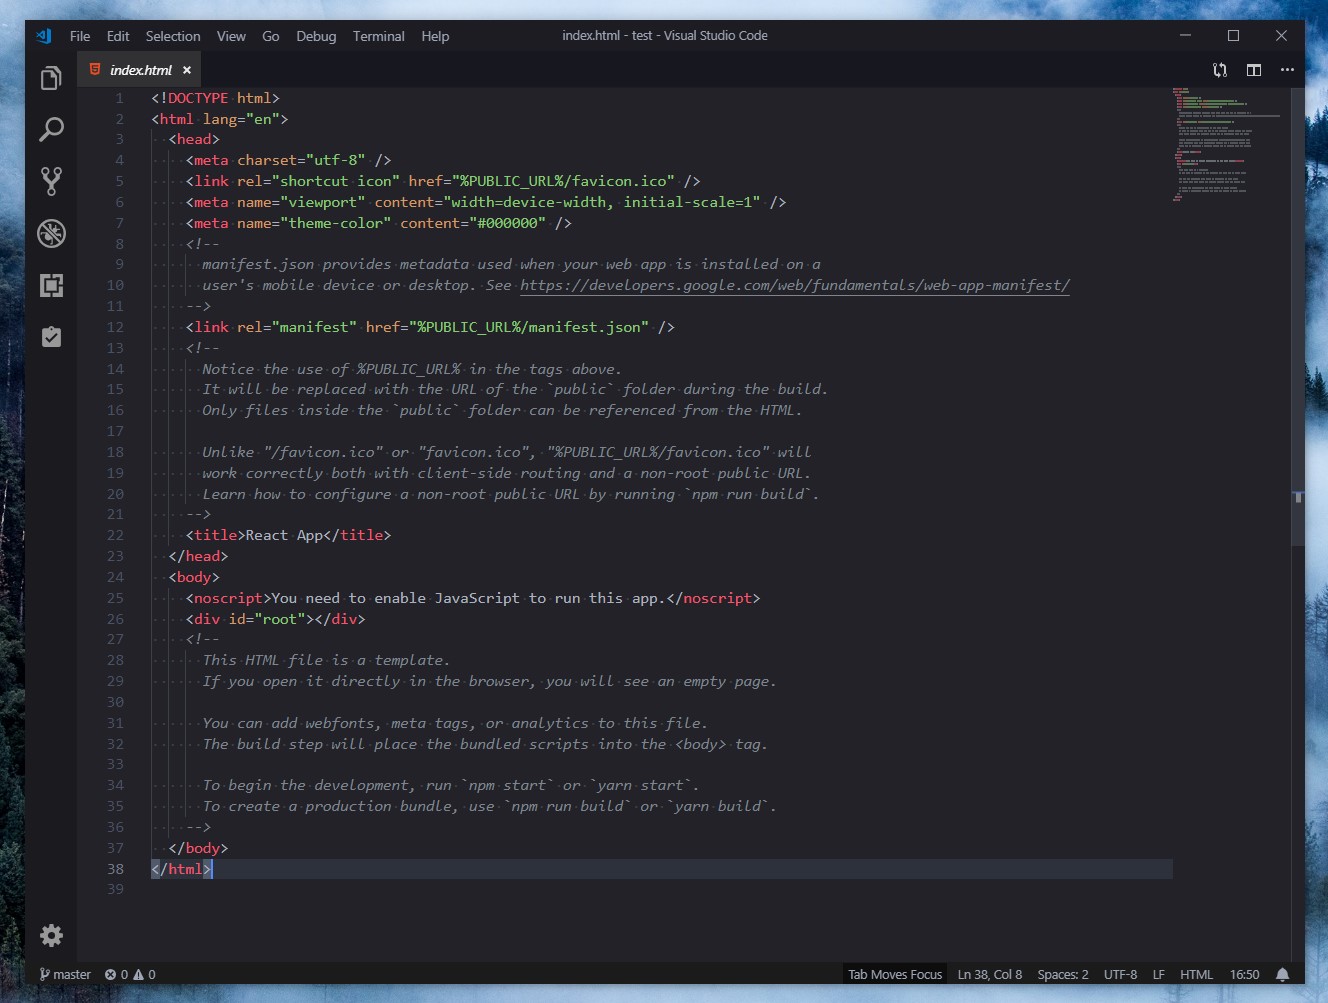 File Edit Selection View Go Debug Terminal Help
index.html - test - Visual Studio Code
index.html
1 <!DOCTYPE html>
2 <html lang="en">
3 <head>
4 <meta charset="utf-8" />
5 <link rel="shortcut icon" href="%PUBLIC_URL%/favicon.ico" />
6 <meta name="viewport" content="width=device-width, initial-scale=1" />
7 <meta name="theme-color" content="#000000" />
8 <!--
9 manifest.json provides metadata used when your web app is installed on a
10 user's mobile device or desktop. See https://developers.google.com/web/fundamentals/web-app-manifest/
11 -->
12 <link rel="manifest" href="%PUBLIC_URL%/manifest.json" />
13 <!--
14 Notice the use of %PUBLIC_URL% in the tags above.
15 It will be replaced with the URL of the `public` folder during the build.
16 Only files inside the `public` folder can be referenced from the HTML.
17
18 Unlike "/favicon.ico" or "favicon.ico", "%PUBLIC_URL%/favicon.ico" will
19 work correctly both with client-side routing and a non-root public URL.
20 Learn how to configure a non-root public URL by running `npm run build`.
21 -->
22 <title>React App</title>
23 </head>
24 <body>
25 <noscript>You need to enable JavaScript to run this app.</noscript>
26 <div id="root"></div>
27 <!--
28 This HTML file is a template.
29 If you open it directly in the browser, you will see an empty page.
30
31 You can add webfonts, meta tags, or analytics to this file.
32 The build step will place the bundled scripts into the <body> tag.
33
34 To begin the development, run `npm start` or `yarn start`.
35 To create a production bundle, use `npm run build` or `yarn build`.
36 -->
37 </body>
38 </html>
39
master 0 0
Tab Moves Focus Ln 38, Col 8 Spaces: 2 UTF-8 LF HTML 16:50